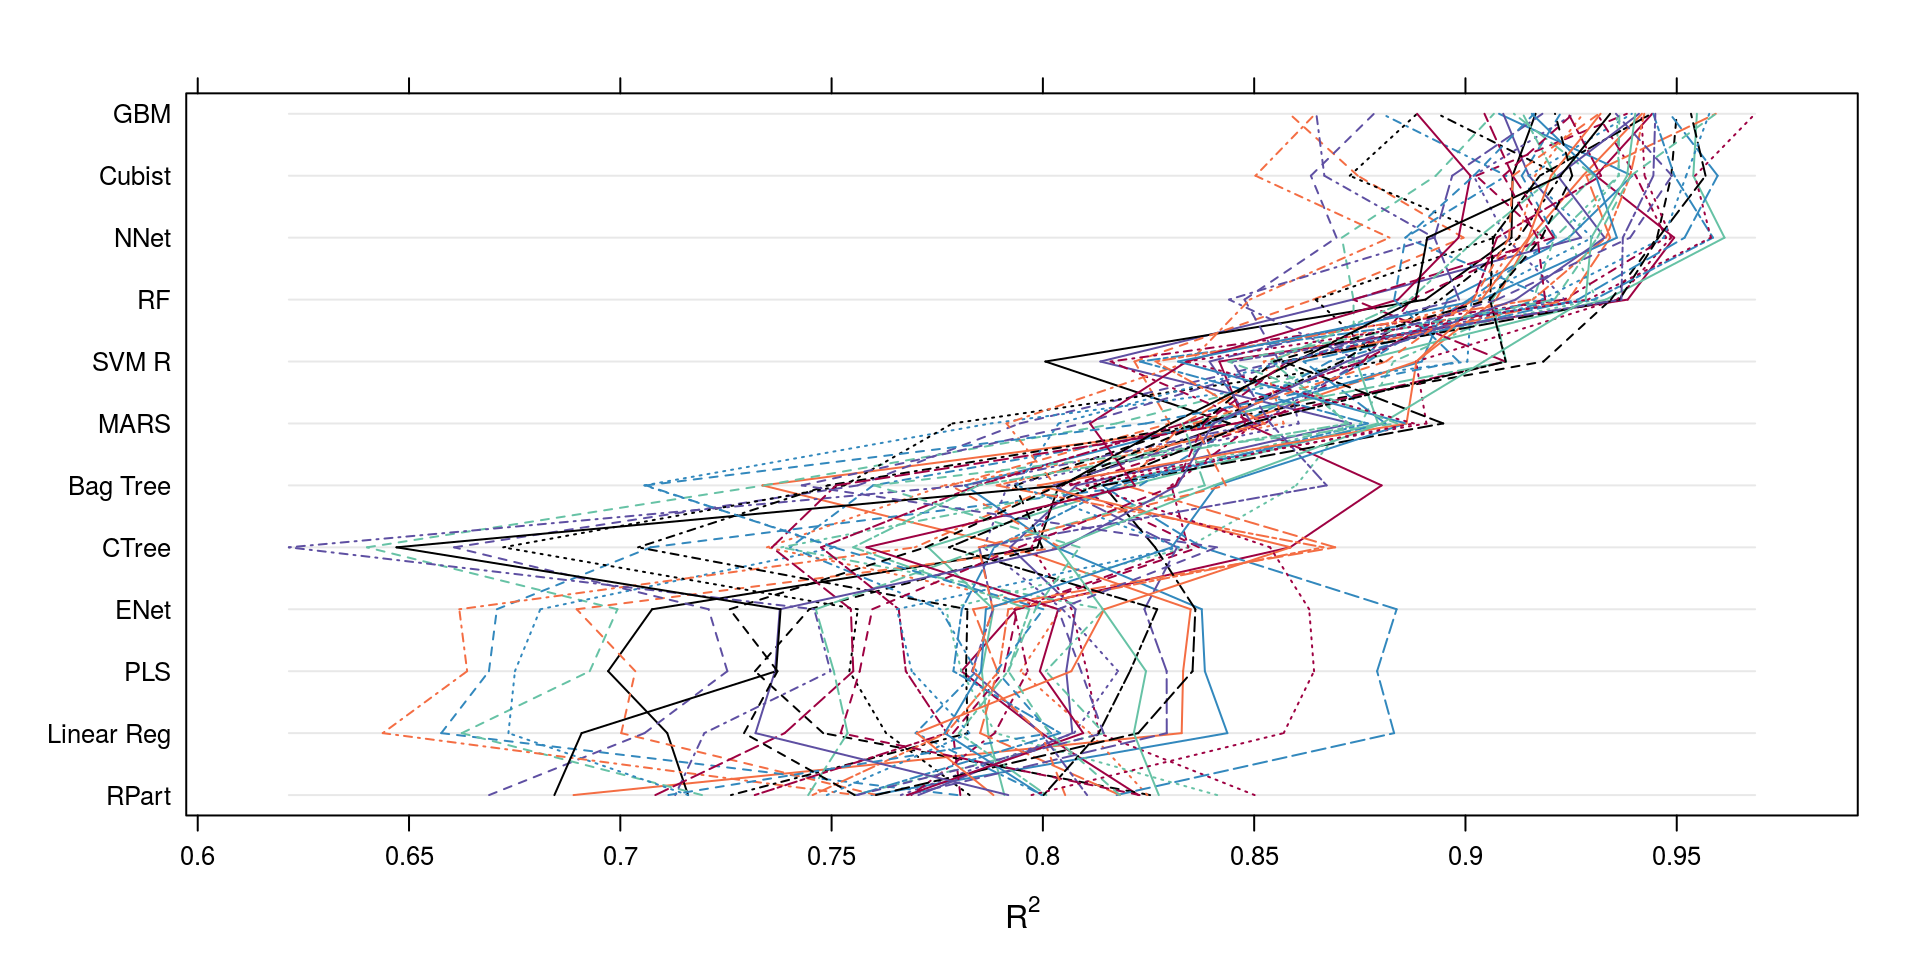 GBM
Cubist
NNet
RF
SVM R
MARS
Bag Tree
CTree
ENet
PLS
Linear Reg
RPart
0.6 0.65 0.7 0.75 0.8 0.85 0.9 0.95
R²